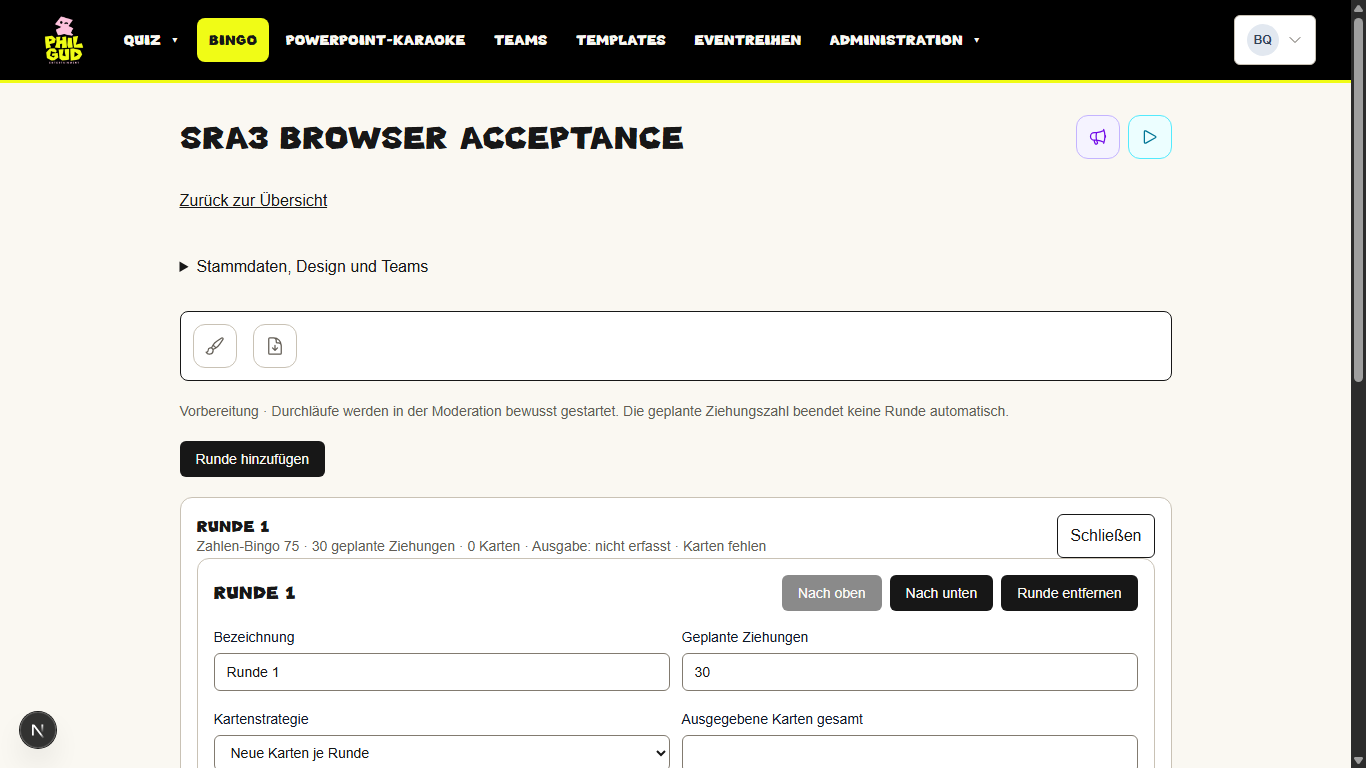 PHIL
GUD
QUIZ ▼ BINGO POWERPOINT-KARAOKE TEAMS TEMPLATES EVENTREIHEN ADMINISTRATION ▼ BQ
SRA3 BROWSER ACCEPTANCE
Zurück zur Übersicht
▶ Stammdaten, Design und Teams
Vorbereitung · Durchläufe werden in der Moderation bewusst gestartet. Die geplante Ziehungszahl beendet keine Runde automatisch.
Runde hinzufügen
RUNDE 1
Zahlen-Bingo 75 · 30 geplante Ziehungen · 0 Karten · Ausgabe: nicht erfasst · Karten fehlen
Schließen
RUNDE 1
Nach oben Nach unten Runde entfernen
Bezeichnung Geplante Ziehungen
Runde 1 30
Kartenstrategie Ausgegebene Karten gesamt
Neue Karten je Runde
N